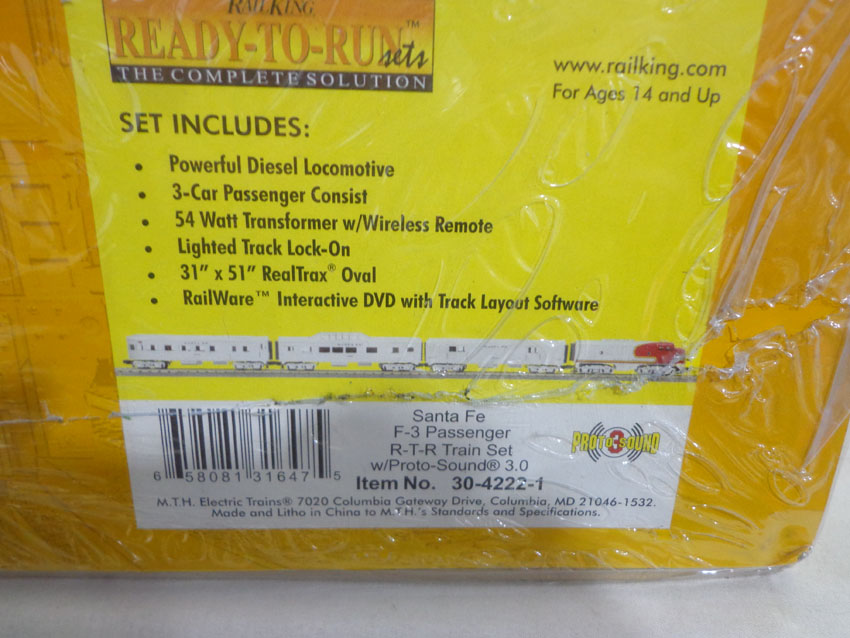 RAILKING
READY-TO-RUN™
sets
THE COMPLETE SOLUTION
www.railking.com
For Ages 14 and Up
SET INCLUDES:
• Powerful Diesel Locomotive
• 3-Car Passenger Consist
• 54 Watt Transformer w/Wireless Remote
• Lighted Track Lock-On
• 31" x 51" RealTrax® Oval
• RailWare™ Interactive DVD with Track Layout Software
Santa Fe
F-3 Passenger
R-T-R Train Set
w/Proto-Sound® 3.0
Item No. 30-4222-1
PROTO 3 SOUND
6 58081 31647 5
M.T.H. Electric Trains® 7020 Columbia Gateway Drive, Columbia, MD 21046-1532.
Made and Litho in China to M.T.H.'s Standards and Specifications.